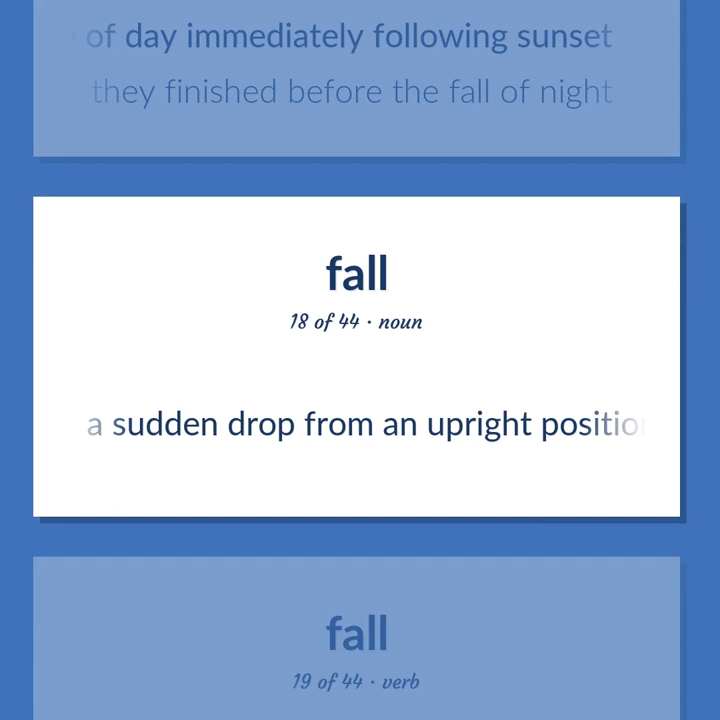 of day immediately following sunset
they finished before the fall of night
fall
18 of 44 · noun
a sudden drop from an upright position
fall
19 of 44 · verb